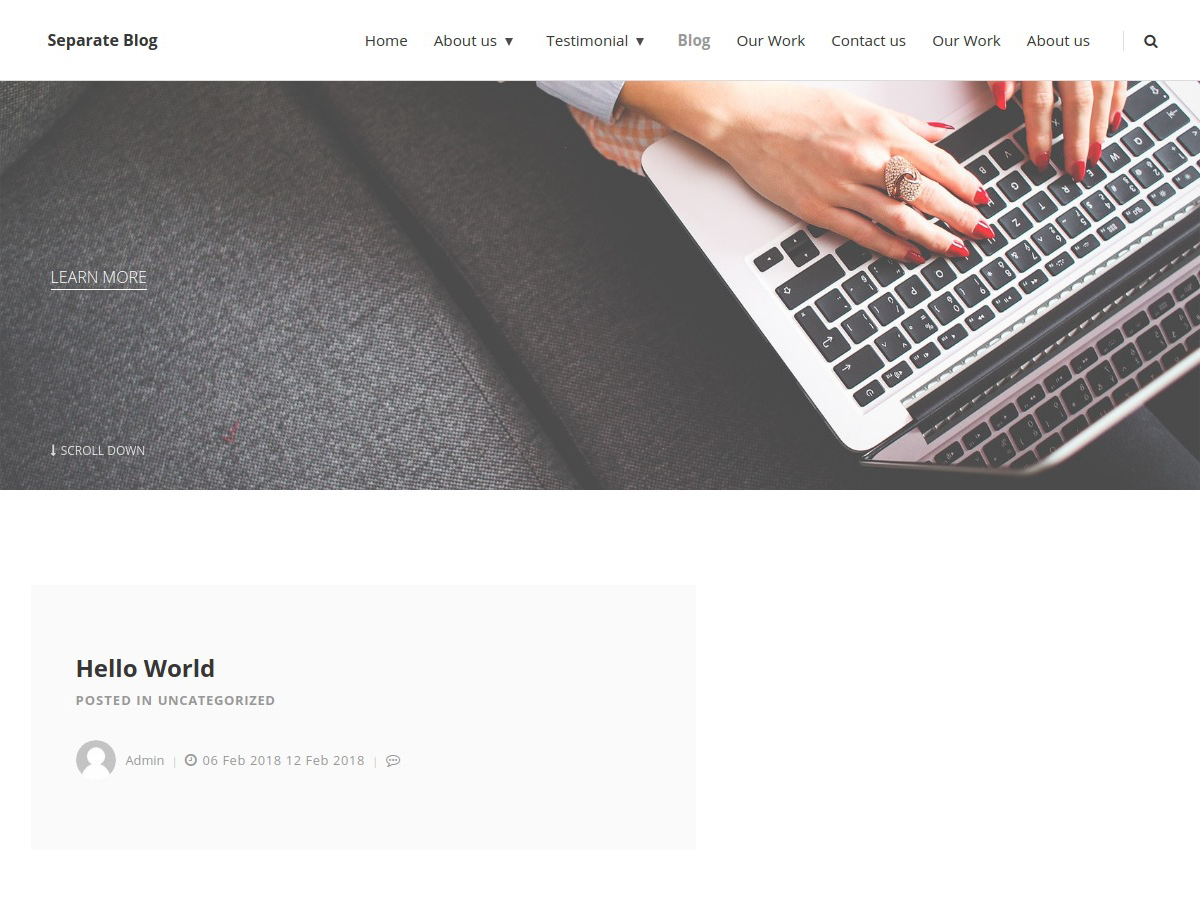 Separate Blog
Home About us ▼ Testimonial ▼ Blog Our Work Contact us Our Work About us
LEARN MORE
SCROLL DOWN
Hello World
POSTED IN UNCATEGORIZED
Admin | 06 Feb 2018 12 Feb 2018 |